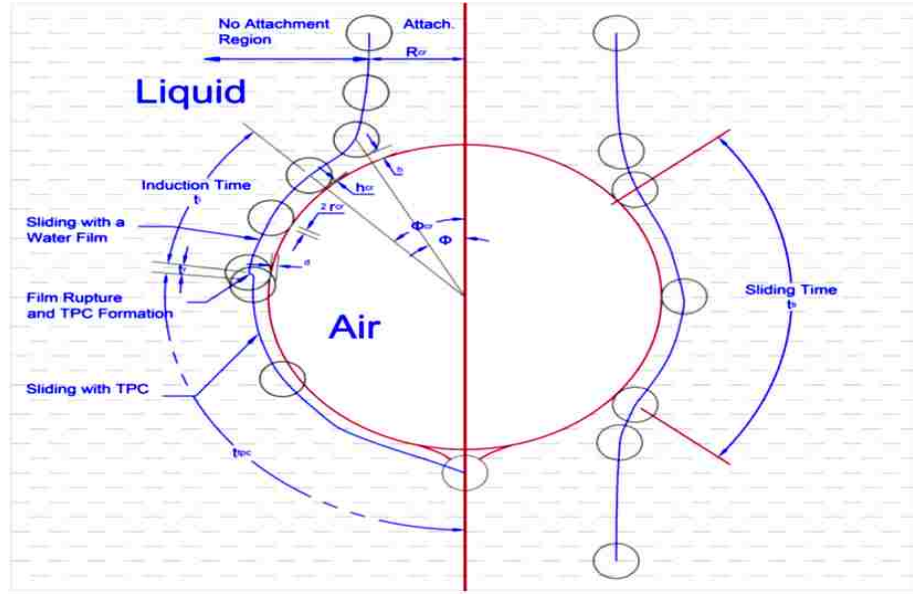 No Attachment
Region
Attach.
Rcr
Liquid
Induction Time
ti
hcr
2 rcr
Φcr
Φ
Sliding with a
Water Film
Film Rupture
and TPC Formation
Air
Sliding Time
Sliding with TPC
ttpc